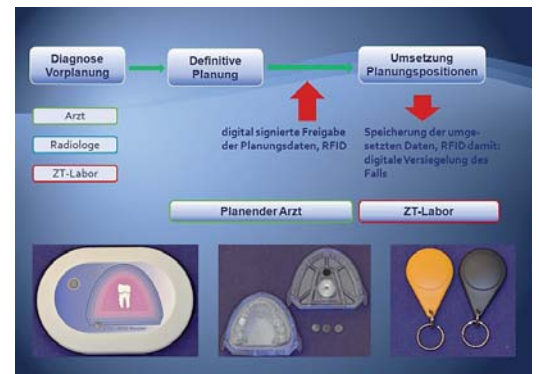 Diagnose
Vorplanung
Definitive
Planung
Umsetzung
Planungspositionen
Arzt
Radiologe
ZT-Labor
digital signierte Freigabe
der Planungsdaten, RFID
Speicherung der umge-
setzten Daten, RFID damit:
digitale Versiegelung des
Falls
Planender Arzt
ZT-Labor